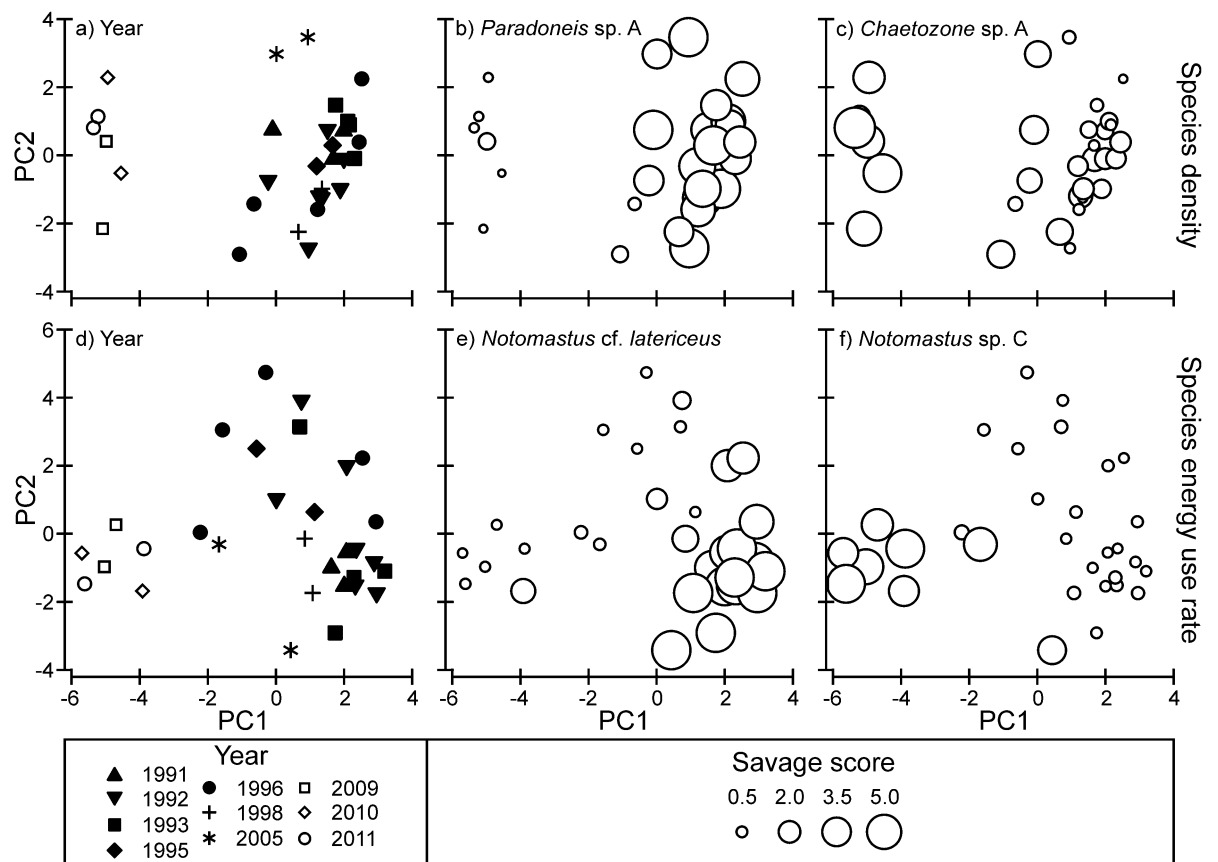 a) Year
b) Paradoneis sp. A
c) Chaetozone sp. A
4
2
0
-2
-4
PC2
Species density
d) Year
e) Notomastus cf. latericeus
f) Notomastus sp. C
6
4
2
0
-2
-4
PC2
Species energy use rate
-6 -4 -2 0 2 4
-6 -4 -2 0 2 4
-6 -4 -2 0 2 4
PC1
PC1
PC1
Year
1991
1992
1993
1995
1996
1998
2005
2009
2010
2011
Savage score
0.5 2.0 3.5 5.0